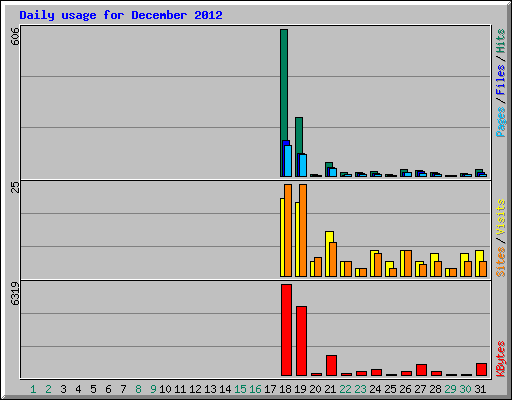 Daily usage for December 2012
606
Pages / Files / Hits
25
Sites / Visits
6319
KBytes
1 2 3 4 5 6 7 8 9 10 11 12 13 14 15 16 17 18 19 20 21 22 23 24 25 26 27 28 29 30 31